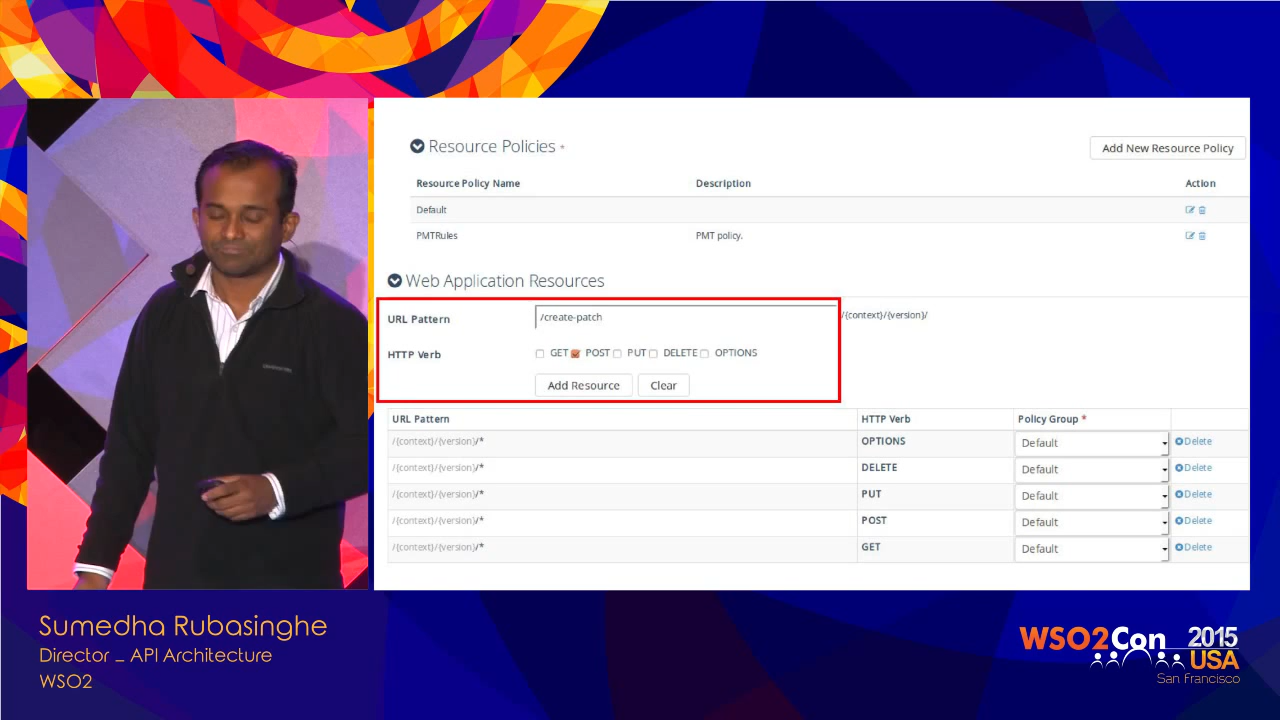 Resource Policies *
Add New Resource Policy
Resource Policy Name Description Action
Default
PMTRules PMT policy.
Web Application Resources
URL Pattern /create-patch /{context}/{version}/
HTTP Verb GET POST PUT DELETE OPTIONS
Add Resource Clear
URL Pattern HTTP Verb Policy Group *
/{context}/{version}/* OPTIONS Default Delete
/{context}/{version}/* DELETE Default Delete
/{context}/{version}/* PUT Default Delete
/{context}/{version}/* POST Default Delete
/{context}/{version}/* GET Default Delete
Sumedha Rubasinghe
Director _ API Architecture
WSO2
WSO2Con 2015
USA
San Francisco